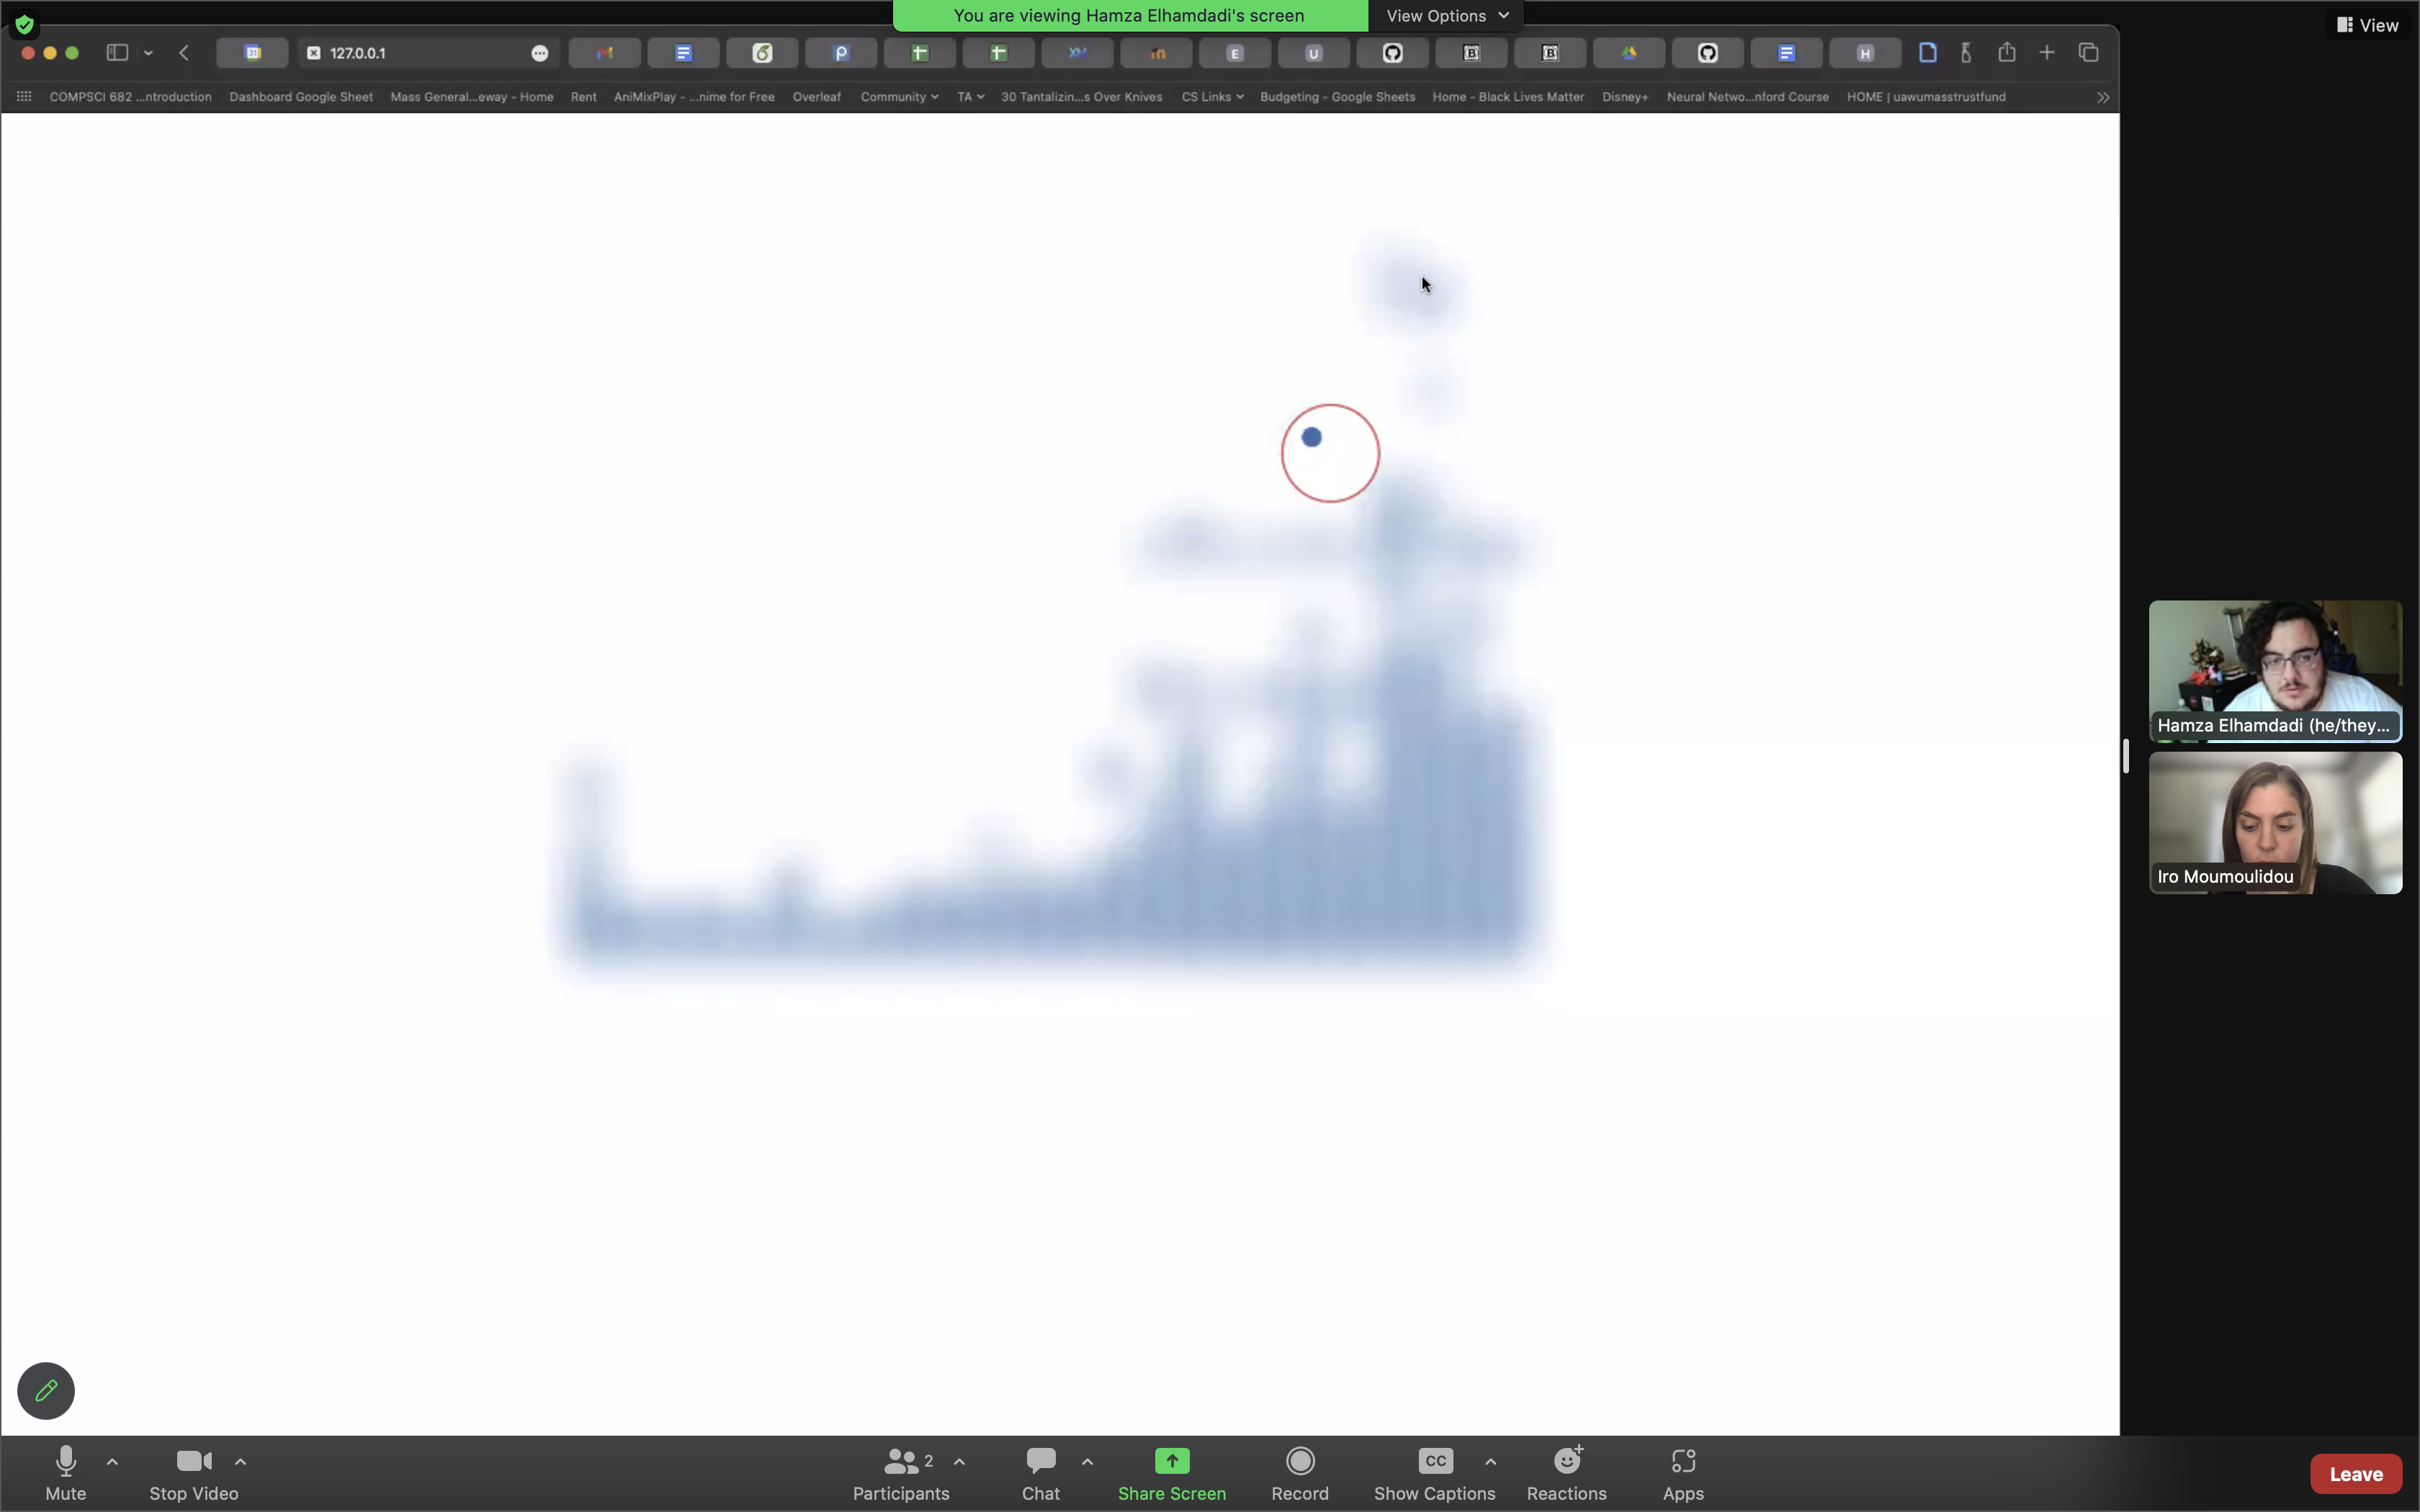 You are viewing Hamza Elhamdadi's screen
View Options
View
31
127.0.0.1
E
U
H
COMPSCI 682 ...ntroduction
Dashboard Google Sheet
Mass General...eway - Home
Rent
AniMixPlay - ...nime for Free
Overleaf
Community
TA
30 Tantalizin...s Over Knives
CS Links
Budgeting - Google Sheets
Home - Black Lives Matter
Disney+
Neural Netwo...nford Course
HOME | uawumasstrustfund
Hamza Elhamdadi (he/they...
Iro Moumoulidou
Mute
Stop Video
Participants
2
Chat
Share Screen
Record
CC
Show Captions
Reactions
Apps
Leave